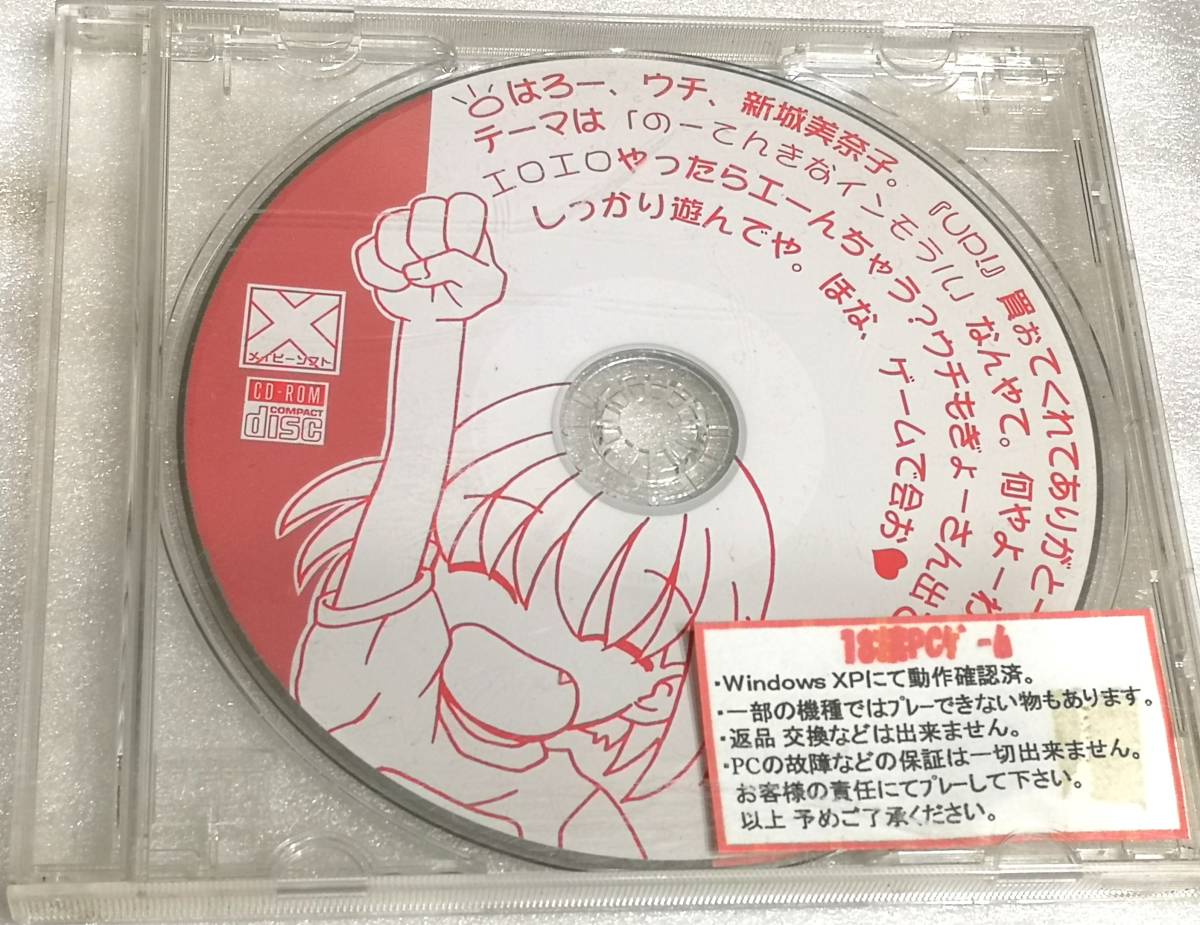 はろー、ウチ、新城美奈子。『UP!』買おてくれてありがとー
テーマは「のーてんきなインモラル」なんやて。何やよーわ
エロエロやったらエーんちゃう?ウチもぎょーさん出
しっかり遊んでや。ほな、ゲームで会お♥
メイビーソフト
CD-ROM
COMPACT
disc
PCゲーム
・Windows XPにて動作確認済。
・一部の機種ではプレーできない物もあります。
・返品 交換などは出来ません。
・PCの故障などの保証は一切出来ません。
お客様の責任にてプレーして下さい。
以上 予めご了承ください。